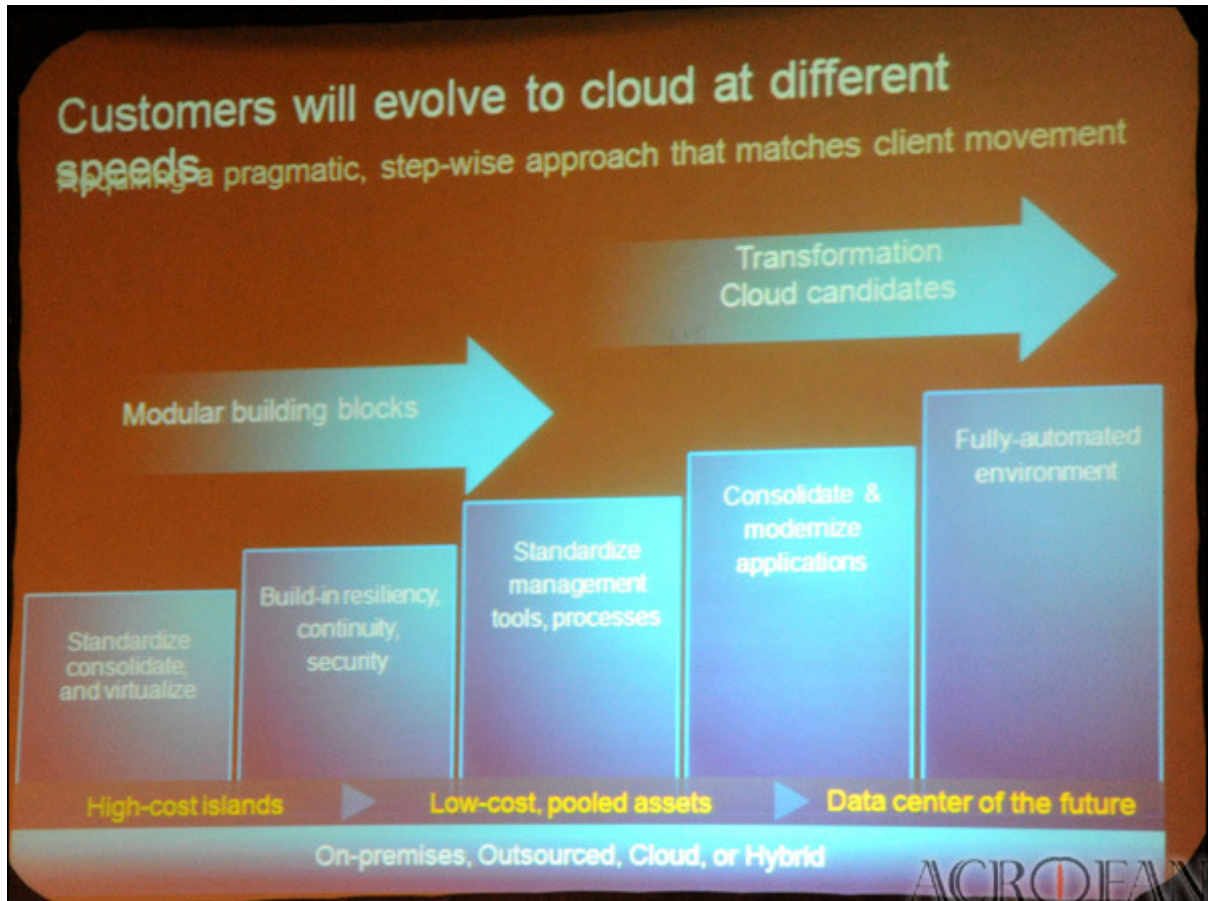 Customers will evolve to cloud at different
speeds
Requiring a pragmatic, step-wise approach that matches client movement
Transformation
Cloud candidates
Modular building blocks
Fully-automated
environment
Consolidate &
modernize
applications
Standardize
management
tools, processes
Build-in resiliency,
continuity,
security
Standardize
consolidate,
and virtualize
High-cost islands
Low-cost, pooled assets
Data center of the future
On-premises, Outsourced, Cloud, or Hybrid
ACROFAN